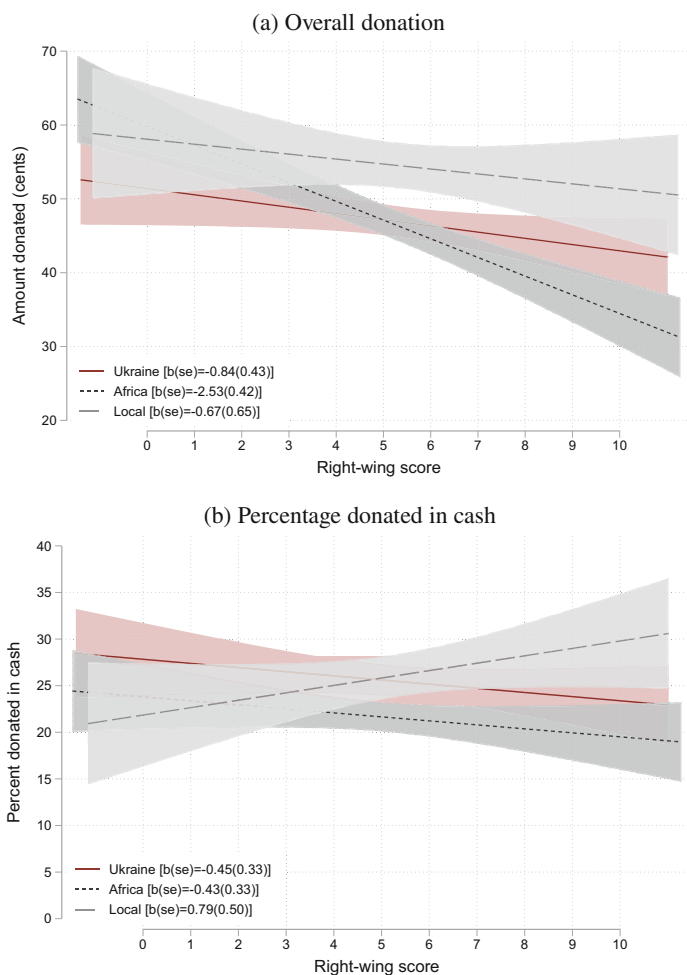 (a) Overall donation
70
60
50
40
30
20
Amount donated (cents)
Ukraine [b(se)=-0.84(0.43)]
Africa [b(se)=-2.53(0.42)]
Local [b(se)=-0.67(0.65)]
0 1 2 3 4 5 6 7 8 9 10
Right-wing score
(b) Percentage donated in cash
40
35
30
25
20
15
10
5
0
Percent donated in cash
Ukraine [b(se)=-0.45(0.33)]
Africa [b(se)=-0.43(0.33)]
Local [b(se)=0.79(0.50)]
0 1 2 3 4 5 6 7 8 9 10
Right-wing score